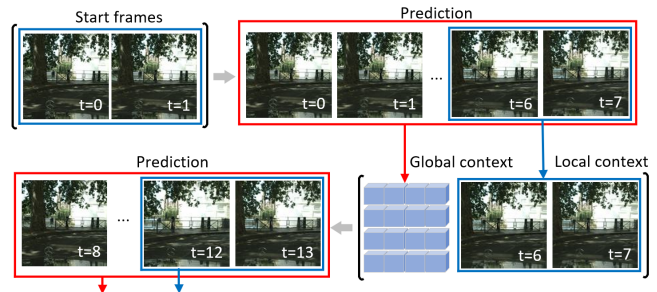 Start frames
Prediction
t=0
t=1
t=0
t=1
...
t=6
t=7
Prediction
Global context
Local context
t=8
...
t=12
t=13
t=6
t=7